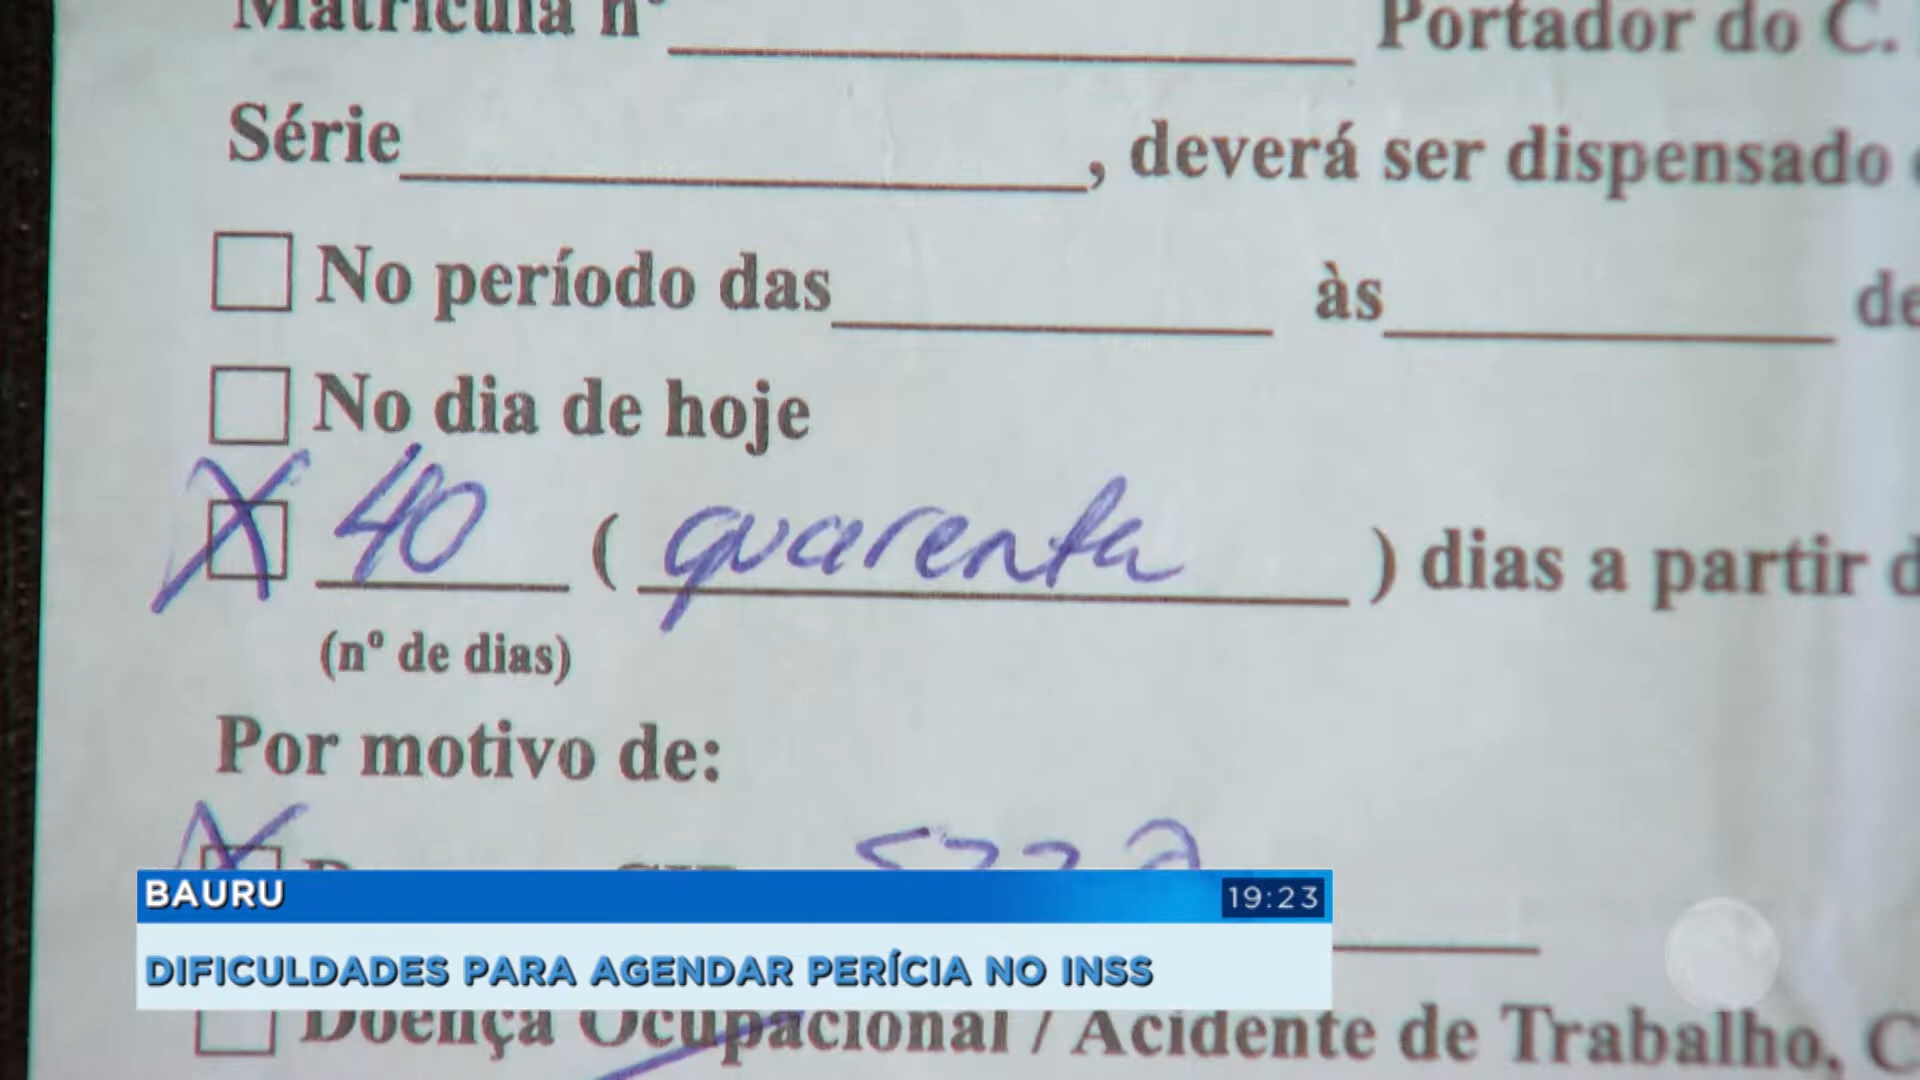 Matrícula nº Portador do C.
Série , deverá ser dispensado
No período das às de
No dia de hoje
X 40 ( quarenta ) dias a partir d
(nº de dias)
Por motivo de:
X
BAURU 19:23
DIFICULDADES PARA AGENDAR PERÍCIA NO INSS
Doença Ocupacional / Acidente de Trabalho, C